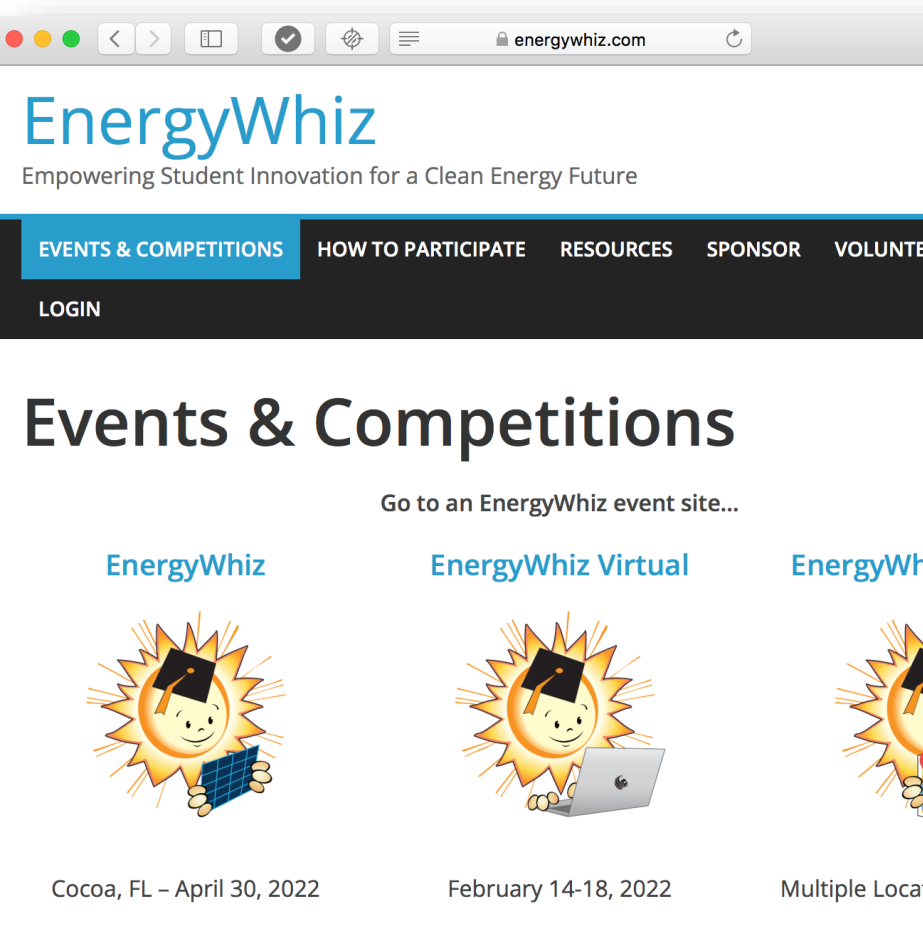 energywhiz.com
EnergyWhiz
Empowering Student Innovation for a Clean Energy Future
EVENTS & COMPETITIONS HOW TO PARTICIPATE RESOURCES SPONSOR
LOGIN
Events & Competitions
Go to an EnergyWhiz event site...
EnergyWhiz EnergyWhiz Virtual
Cocoa, FL – April 30, 2022 February 14-18, 2022 Multiple